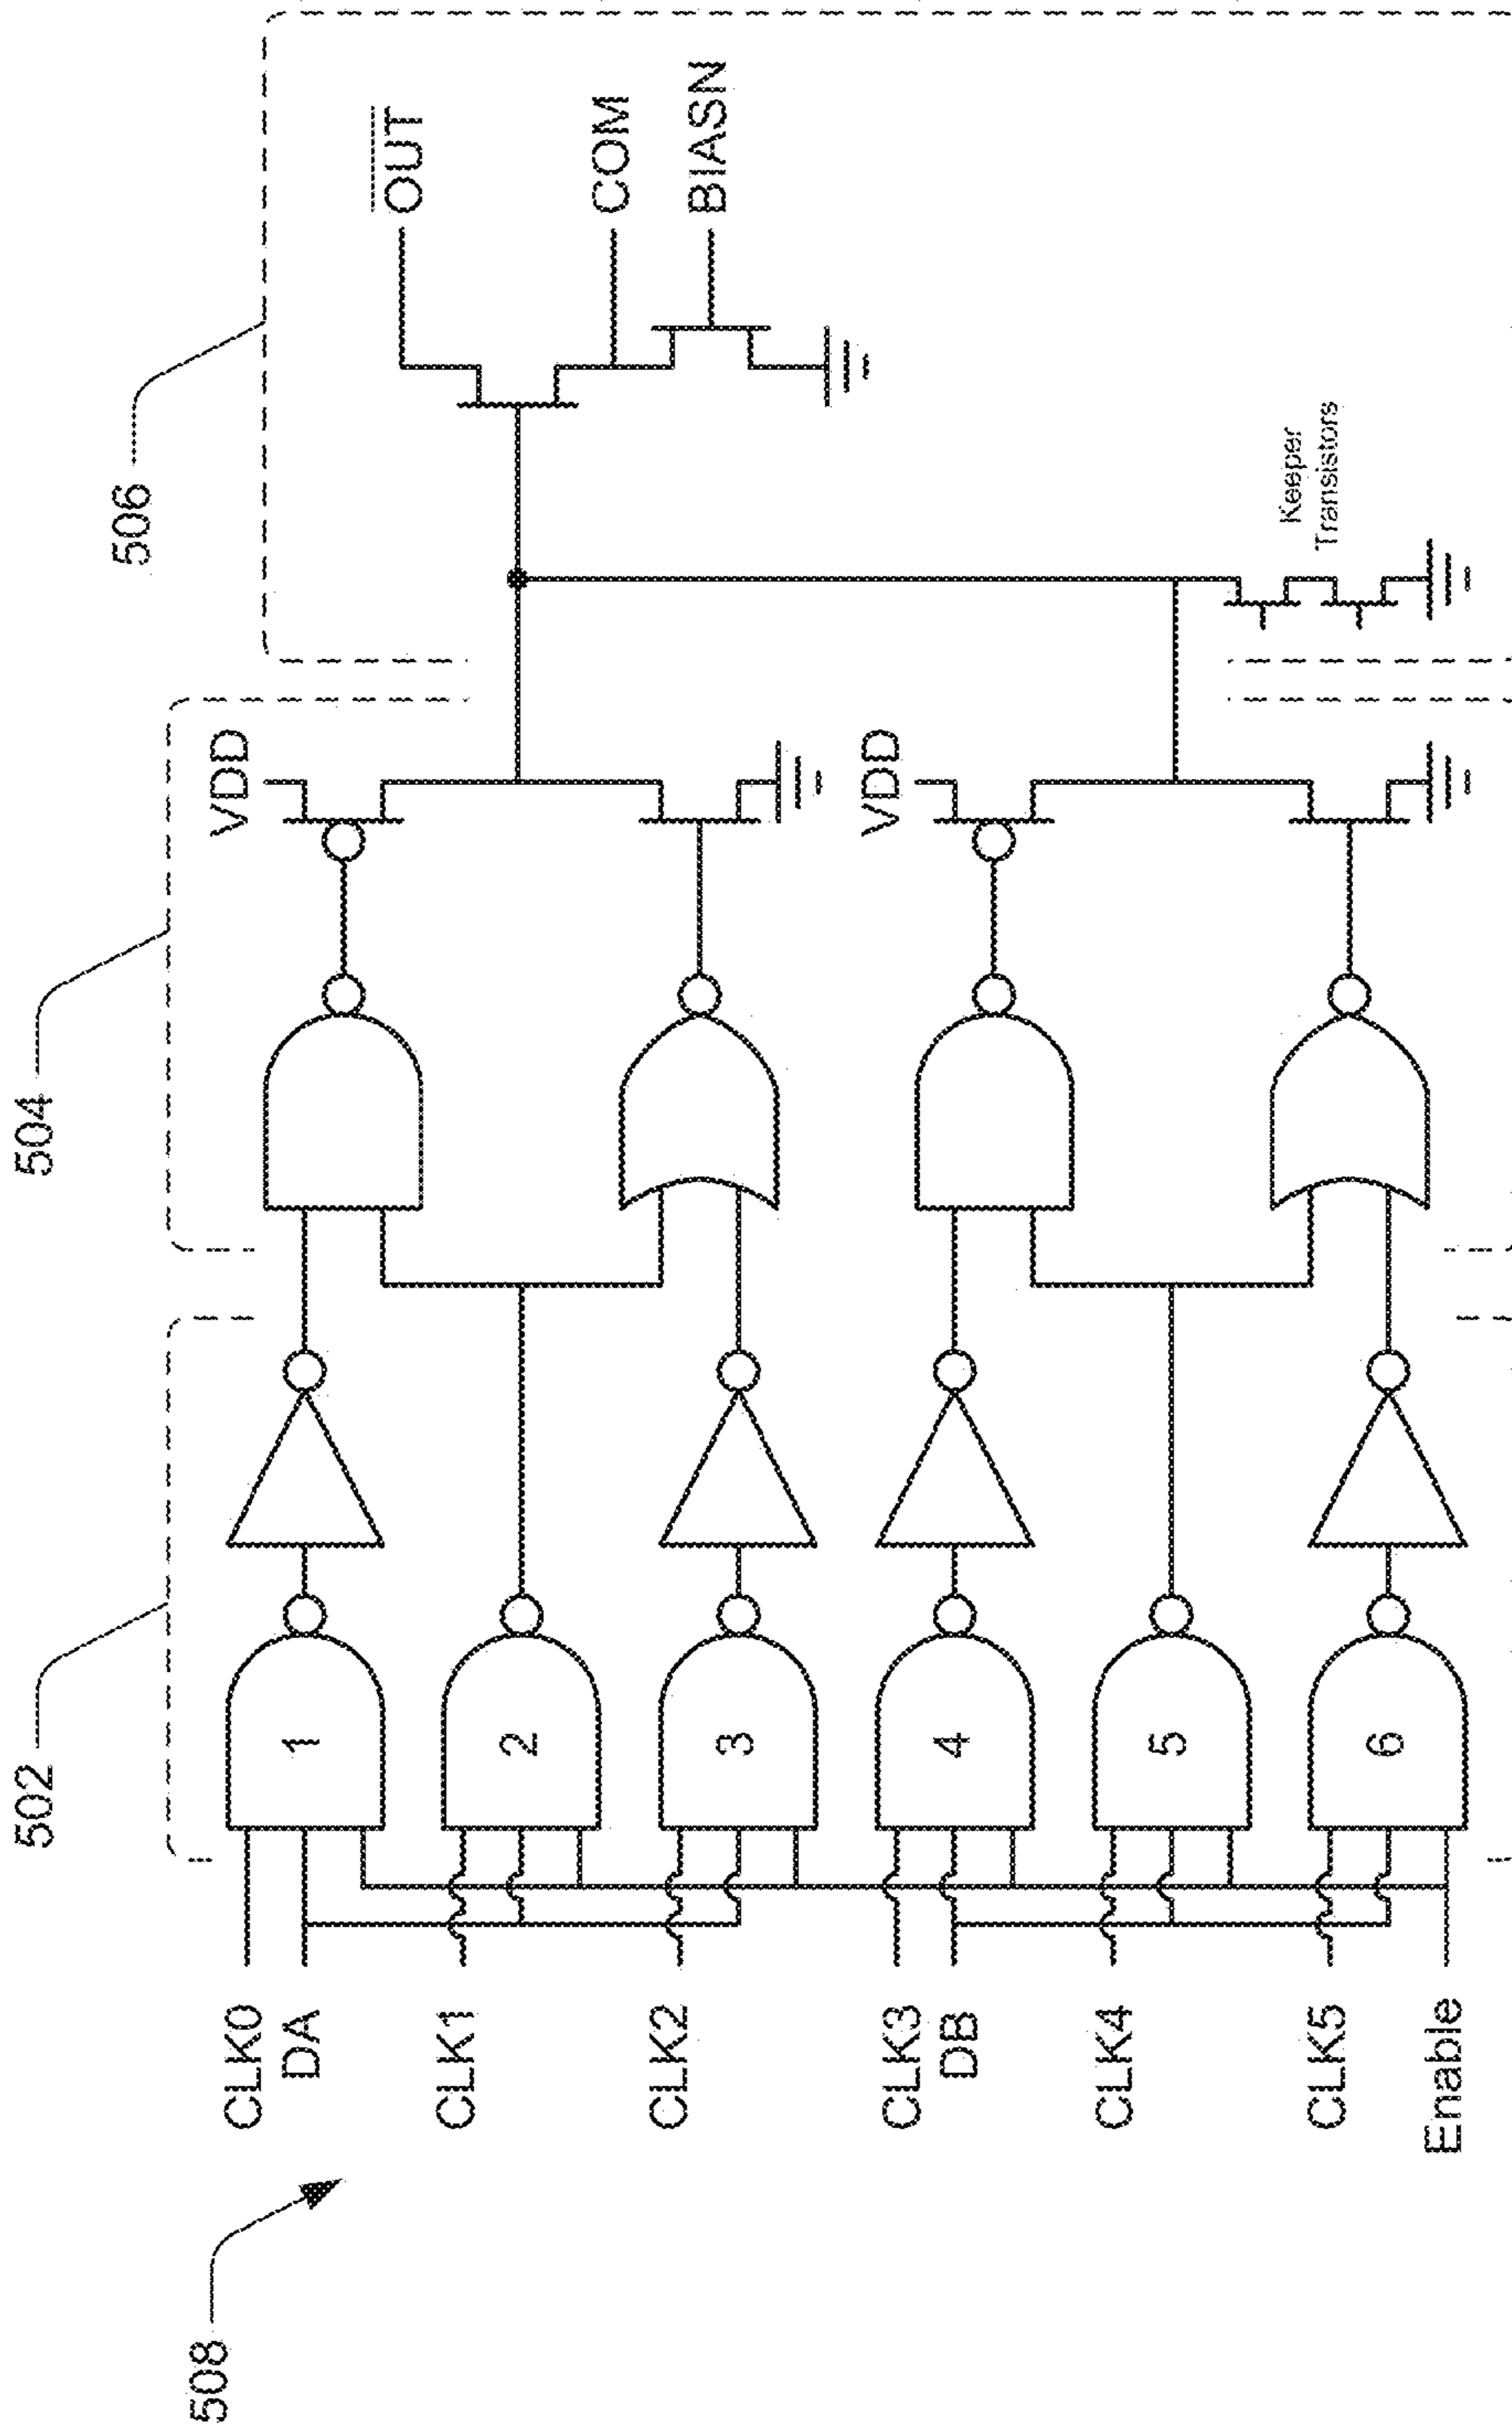 508
502
504
506
CLK0
DA
CLK1
CLK2
CLK3
DB
CLK4
CLK5
Enable
1
2
3
4
5
6
VDD
VDD
OUT
COM
BIASN
Keeper
Transistors